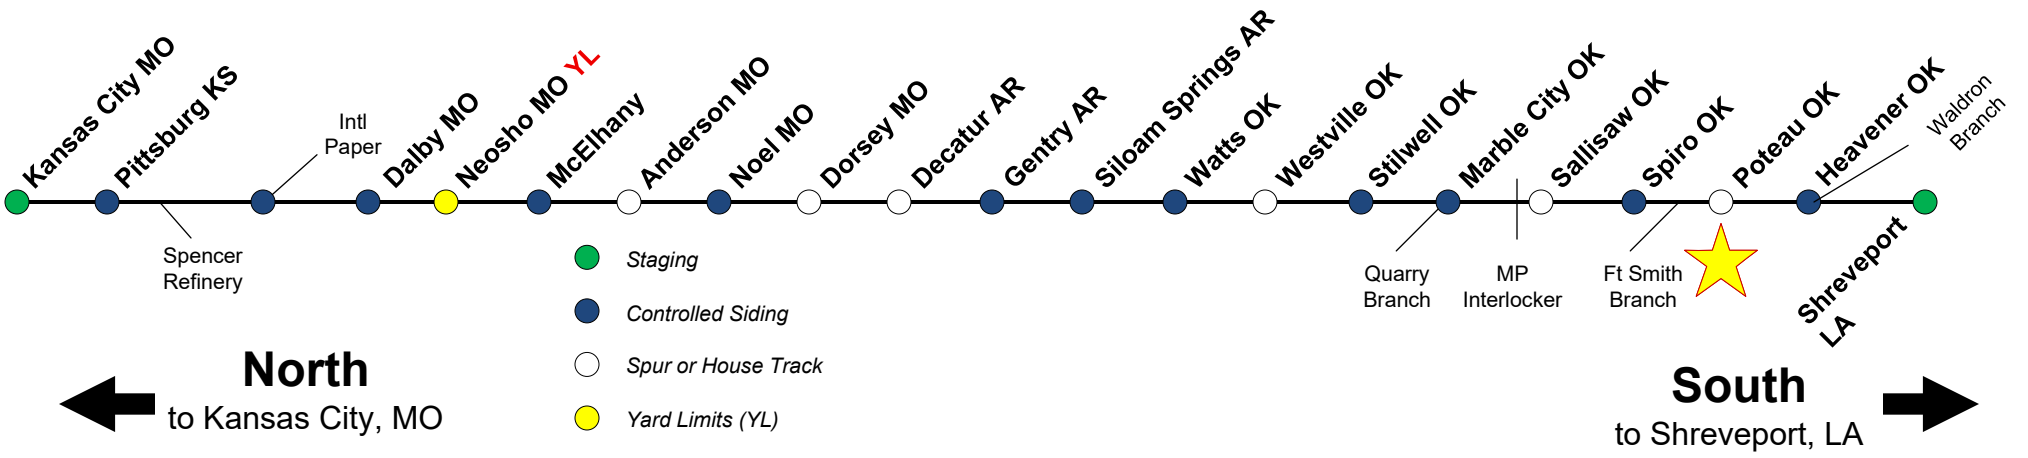 Kansas City MO
Pittsburg KS
Spencer
Refinery
Intl
Paper
Dalby MO
Neosho MO YL
McElhany
Anderson MO
Noel MO
Dorsey MO
Decatur AR
Gentry AR
Siloam Springs AR
Watts OK
Westville OK
Stilwell OK
Marble City OK
Quarry
Branch
MP
Interlocker
Sallisaw OK
Spiro OK
Ft Smith
Branch
Poteau OK
Heavener OK
Waldron
Branch
Shreveport
LA
Staging
Controlled Siding
Spur or House Track
Yard Limits (YL)
North
to Kansas City, MO
South
to Shreveport, LA